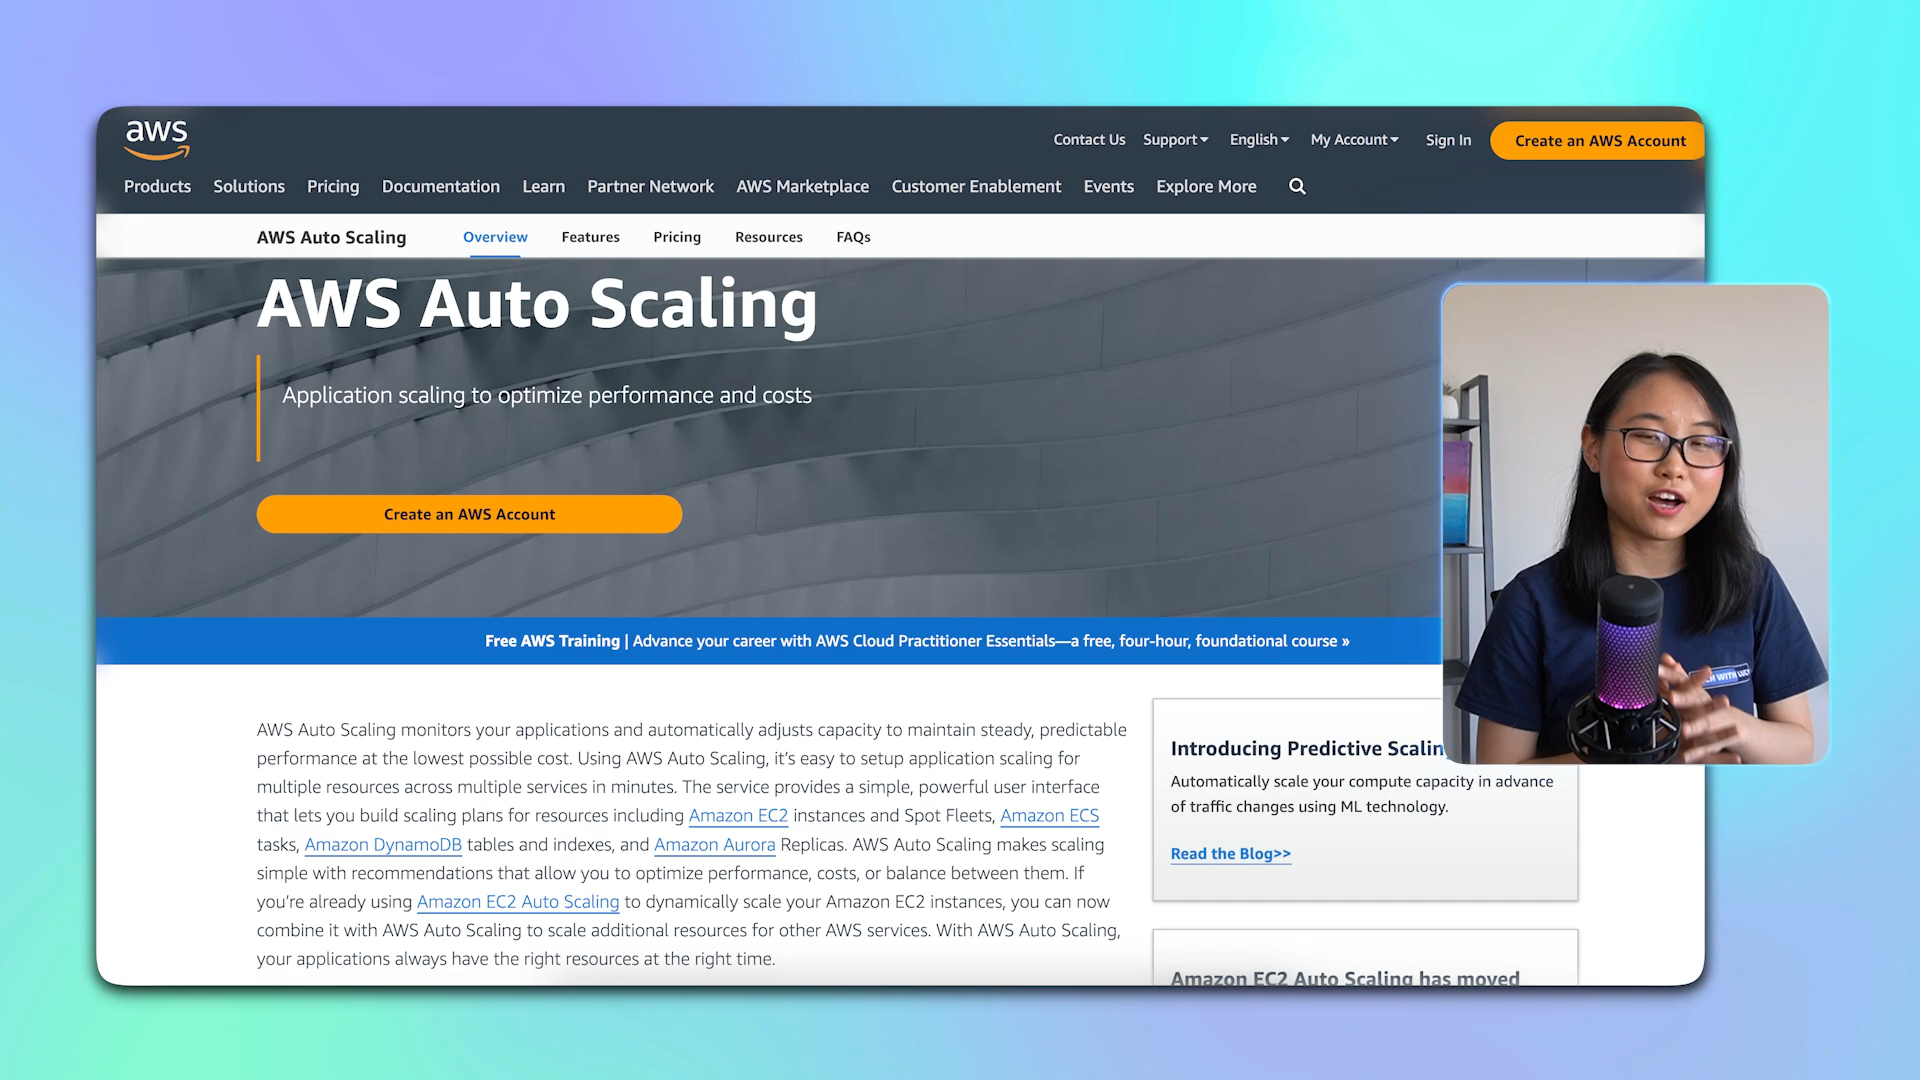 aws
Contact Us Support English My Account Sign In Create an AWS Account
Products Solutions Pricing Documentation Learn Partner Network AWS Marketplace Customer Enablement Events Explore More
AWS Auto Scaling Overview Features Pricing Resources FAQs
AWS Auto Scaling
Application scaling to optimize performance and costs
Create an AWS Account
Free AWS Training | Advance your career with AWS Cloud Practitioner Essentials—a free, four-hour, foundational course »
AWS Auto Scaling monitors your applications and automatically adjusts capacity to maintain steady, predictable
performance at the lowest possible cost. Using AWS Auto Scaling, it’s easy to setup application scaling for
multiple resources across multiple services in minutes. The service provides a simple, powerful user interface
that lets you build scaling plans for resources including Amazon EC2 instances and Spot Fleets, Amazon ECS
tasks, Amazon DynamoDB tables and indexes, and Amazon Aurora Replicas. AWS Auto Scaling makes scaling
simple with recommendations that allow you to optimize performance, costs, or balance between them. If
you’re already using Amazon EC2 Auto Scaling to dynamically scale your Amazon EC2 instances, you can now
combine it with AWS Auto Scaling to scale additional resources for other AWS services. With AWS Auto Scaling,
your applications always have the right resources at the right time.
Introducing Predictive Scalin
Automatically scale your compute capacity in advance
of traffic changes using ML technology.
Read the Blog>>
Amazon EC2 Auto Scaling has moved
WITH LUCY